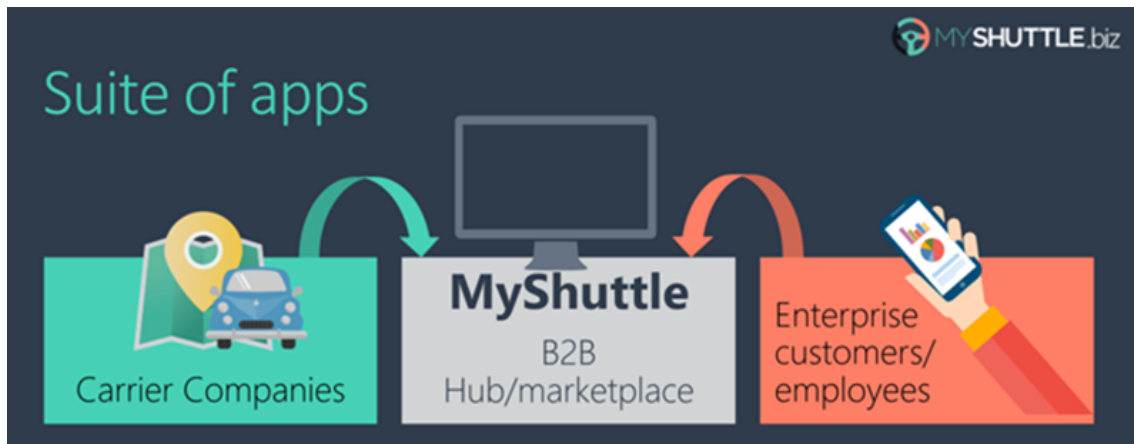 MYSHUTTLE.biz
Suite of apps
Carrier Companies
MyShuttle
B2B
Hub/marketplace
Enterprise
customers/
employees